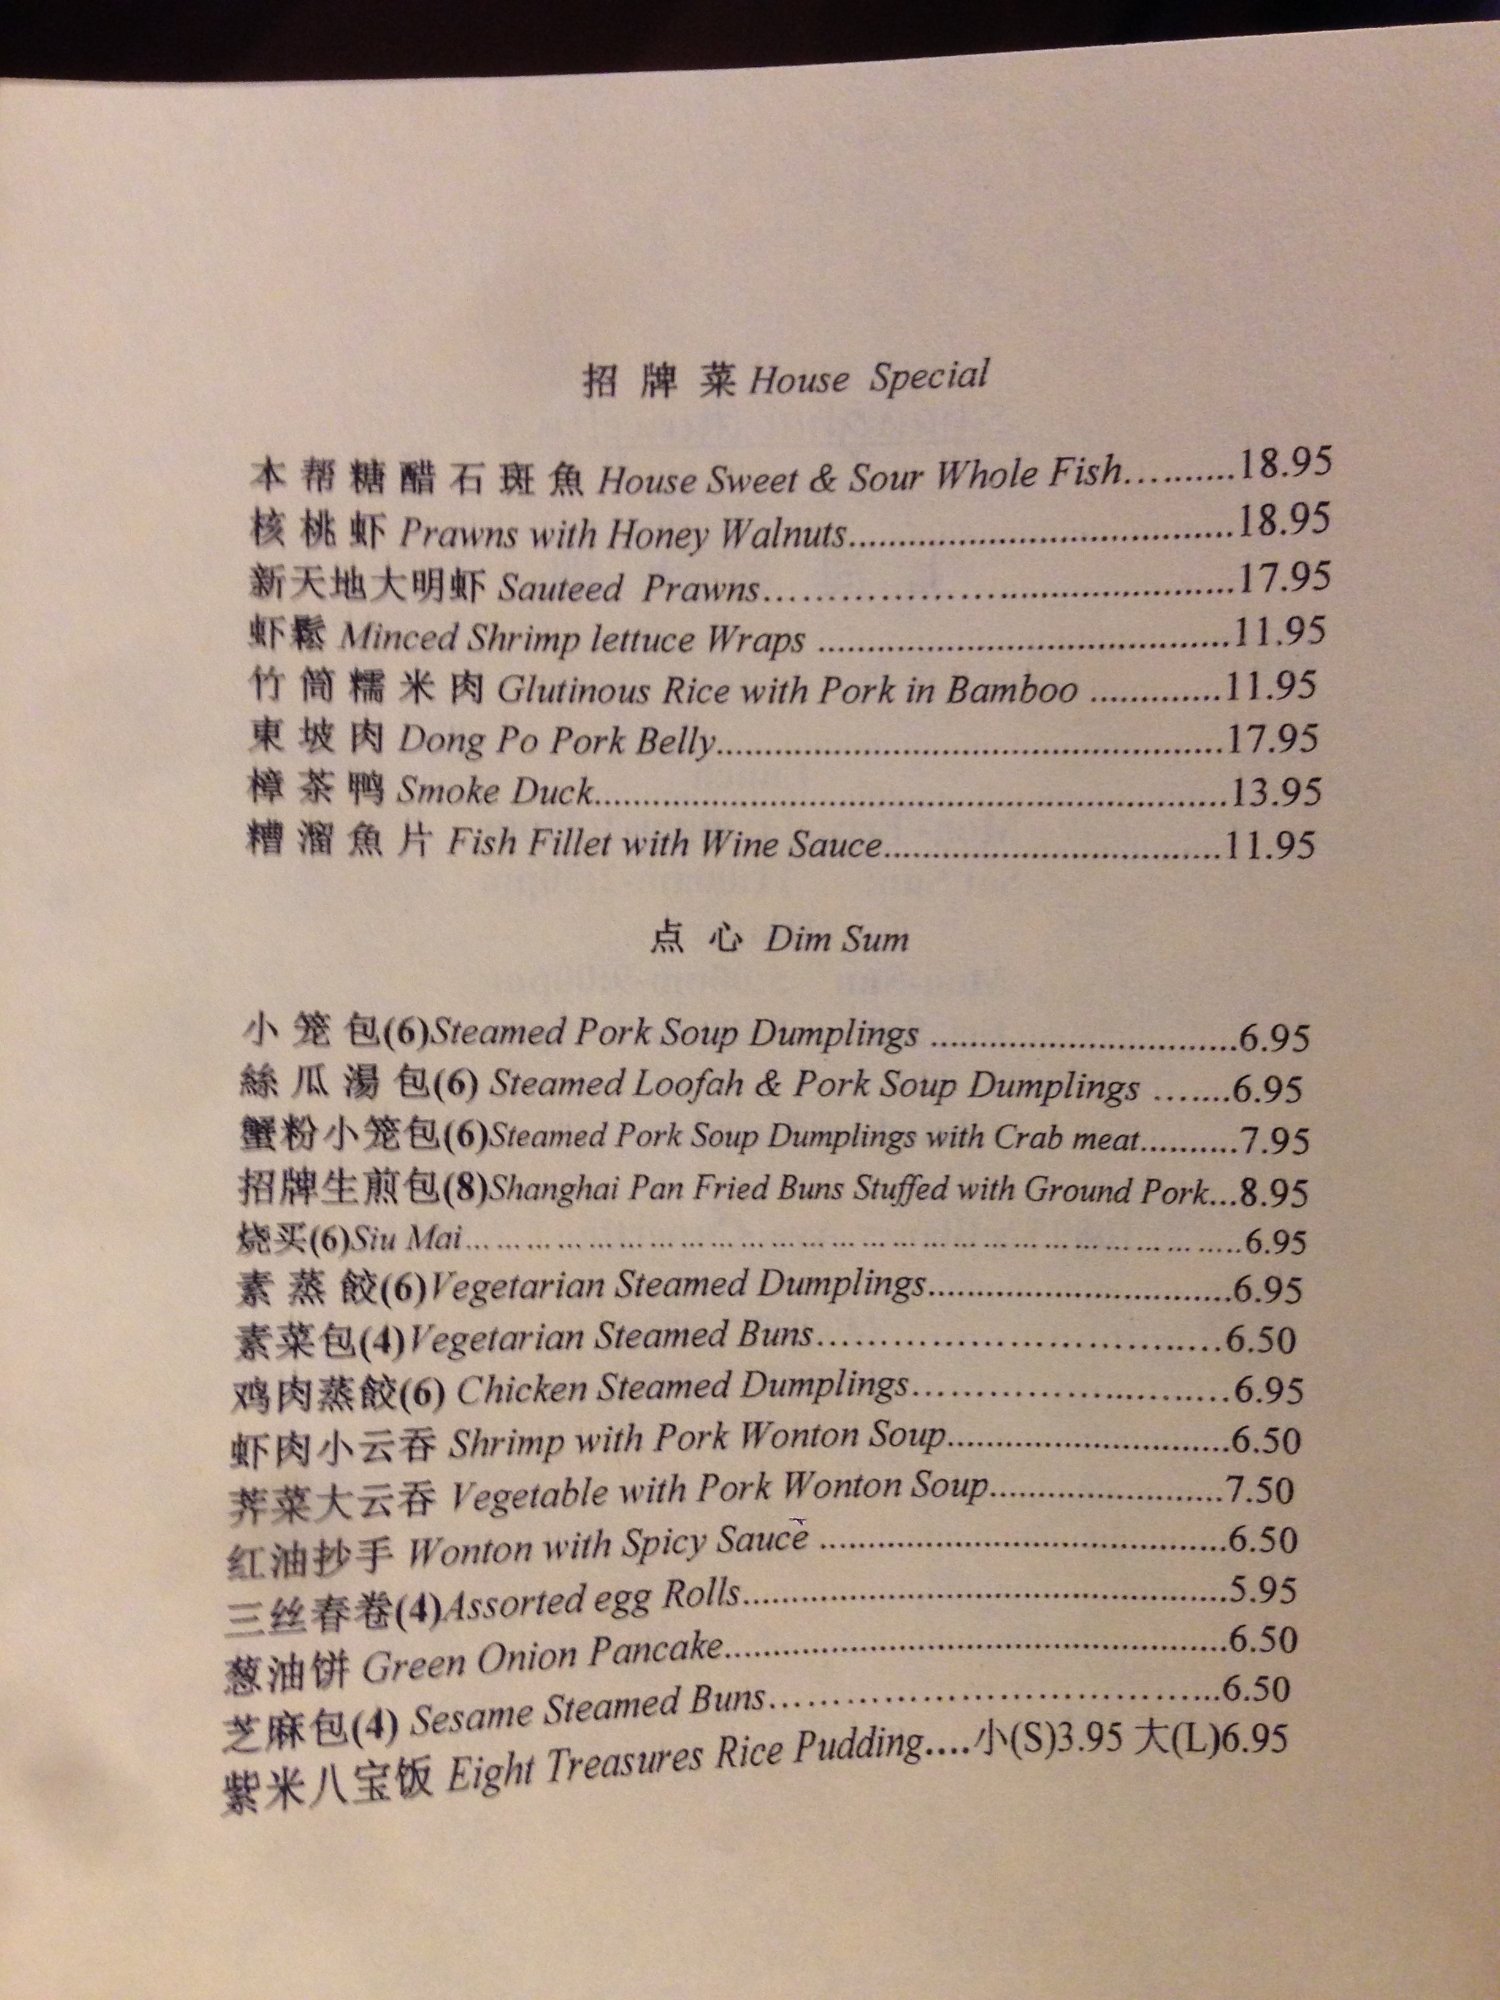 招 牌 菜 House Special
本 帮 糖 醋 石 斑 魚 House Sweet & Sour Whole Fish..........18.95
核 桃 虾 Prawns with Honey Walnuts.......................................18.95
新天地大明虾 Sauteed Prawns..........................................17.95
虾鬆 Minced Shrimp lettuce Wraps ..........................................11.95
竹 筒 糯 米 肉 Glutinous Rice with Pork in Bamboo .............11.95
東 坡 肉 Dong Po Pork Belly....................................................17.95
樟 茶 鸭 Smoke Duck................................................................13.95
糟 溜 魚 片 Fish Fillet with Wine Sauce..................................11.95
点 心 Dim Sum
小 笼 包(6)Steamed Pork Soup Dumplings ...............................6.95
絲 瓜 湯 包(6) Steamed Loofah & Pork Soup Dumplings ........6.95
蟹粉小笼包(6)Steamed Pork Soup Dumplings with Crab meat..........7.95
招牌生煎包(8)Shanghai Pan Fried Buns Stuffed with Ground Pork...8.95
烧买(6)Siu Mai................................................................................6.95
素 蒸 餃(6)Vegetarian Steamed Dumplings...............................6.95
素菜包(4)Vegetarian Steamed Buns..........................................6.50
鸡肉蒸餃(6) Chicken Steamed Dumplings.................................6.95
虾肉小云吞 Shrimp with Pork Wonton Soup.............................6.50
荠菜大云吞 Vegetable with Pork Wonton Soup........................7.50
红油抄手 Wonton with Spicy Sauce ..........................................6.50
三丝春卷(4)Assorted egg Rolls.................................................5.95
葱油饼 Green Onion Pancake...................................................6.50
芝麻包(4) Sesame Steamed Buns.............................................6.50
紫米八宝饭 Eight Treasures Rice Pudding....小(S)3.95 大(L)6.95